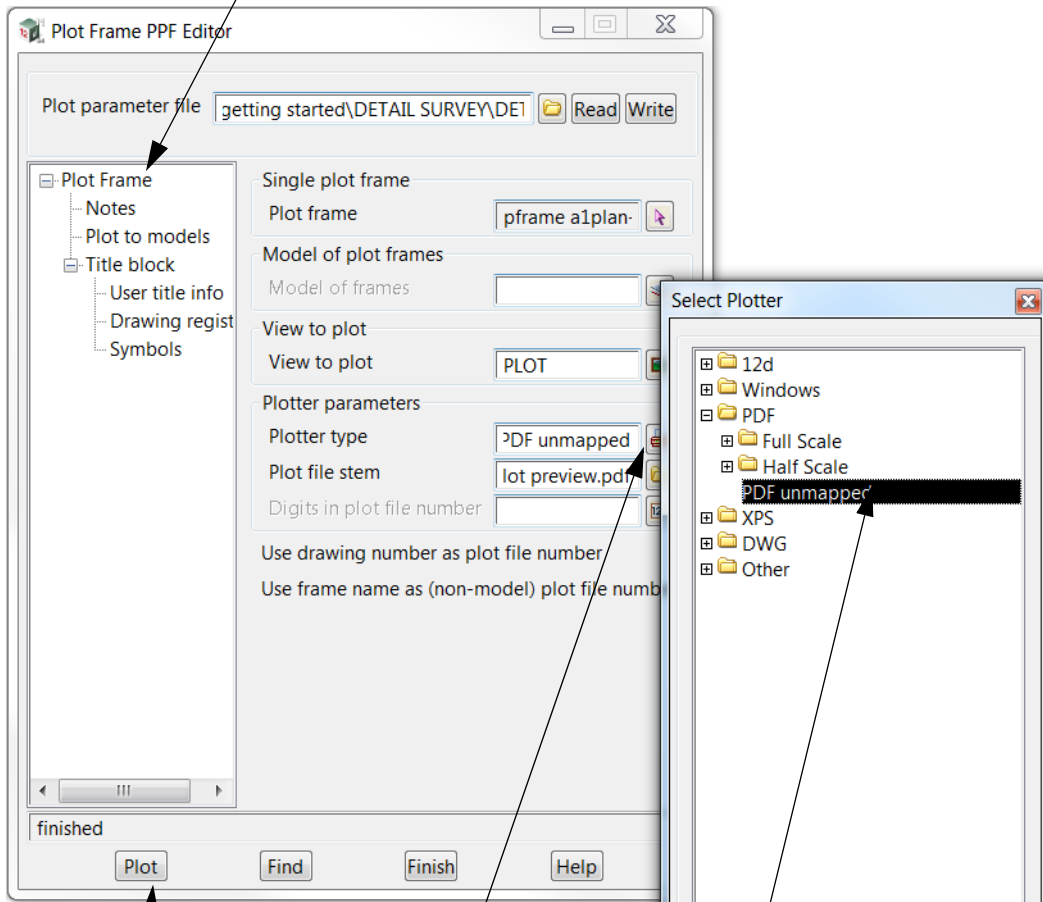 Plot Frame PPF Editor
Plot parameter file getting started\DETAIL SURVEY\DET Read Write
Plot Frame
Notes
Plot to models
Title block
User title info
Drawing regist
Symbols
Single plot frame
Plot frame pframe a1plan-
Model of plot frames
Model of frames
View to plot
View to plot PLOT
Plotter parameters
Plotter type PDF unmapped
Plot file stem lot preview.pdf
Digits in plot file number
Use drawing number as plot file number
Use frame name as (non-model) plot file numb
finished
Plot Find Finish Help
Select Plotter
12d
Windows
PDF
Full Scale
Half Scale
PDF unmapped
XPS
DWG
Other